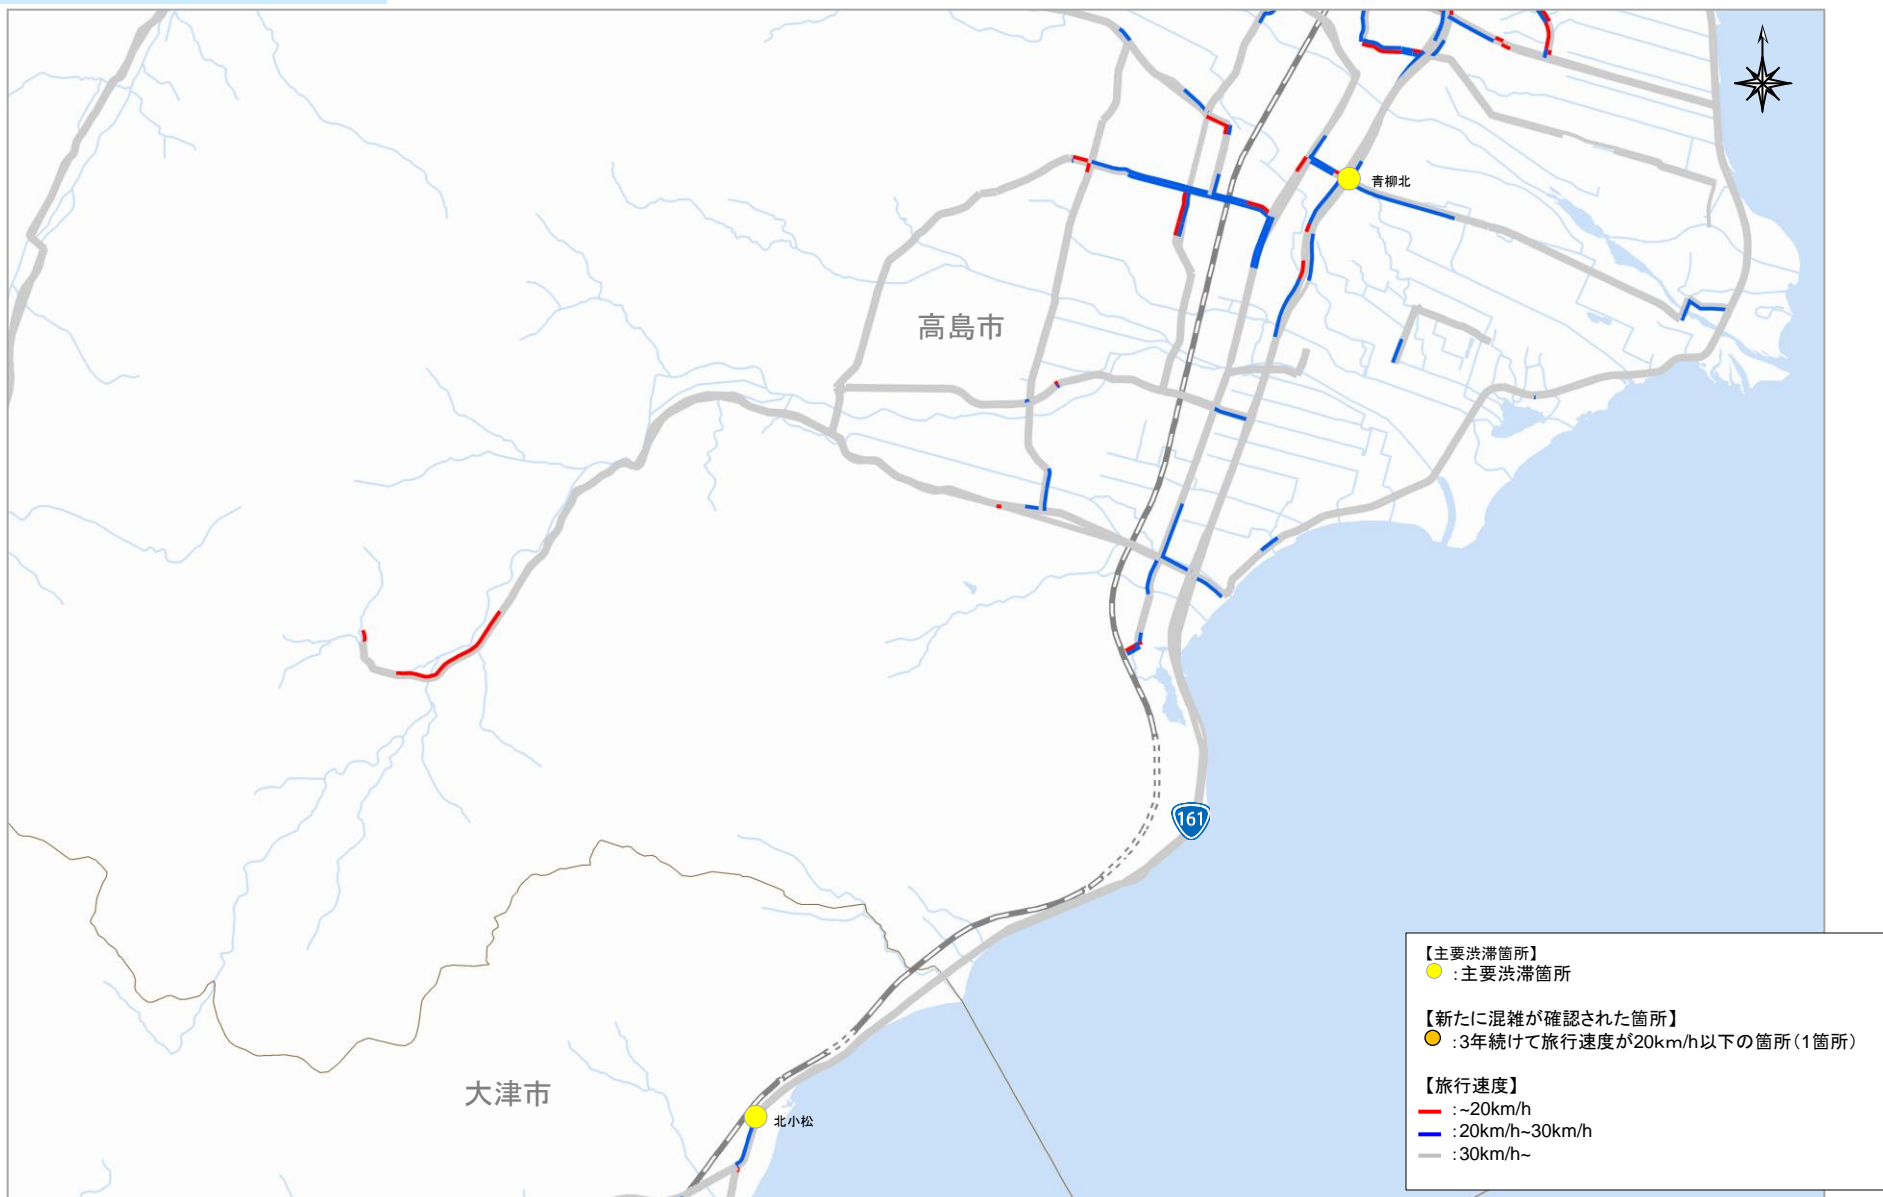 青柳北
高島市
161
大津市
北小松
【主要渋滞箇所】
:主要渋滞箇所
【新たに混雑が確認された箇所】
:3年続けて旅行速度が20km/h以下の箇所(1箇所)
【旅行速度】
:~20km/h
:20km/h~30km/h
:30km/h~